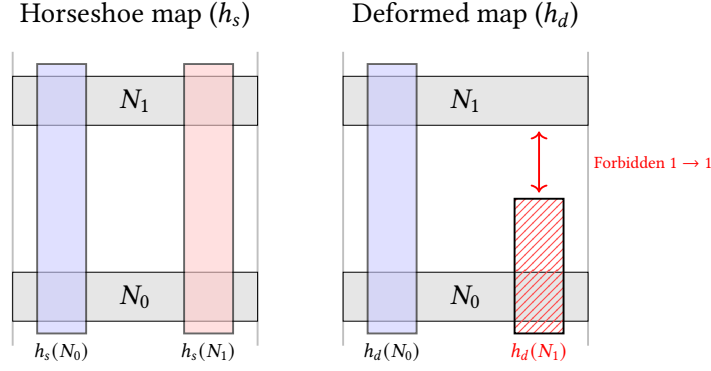 Horseshoe map (h_s)
Deformed map (h_d)
N_1
N_1
Forbidden 1 → 1
N_0
N_0
h_s(N_0)
h_s(N_1)
h_d(N_0)
h_d(N_1)